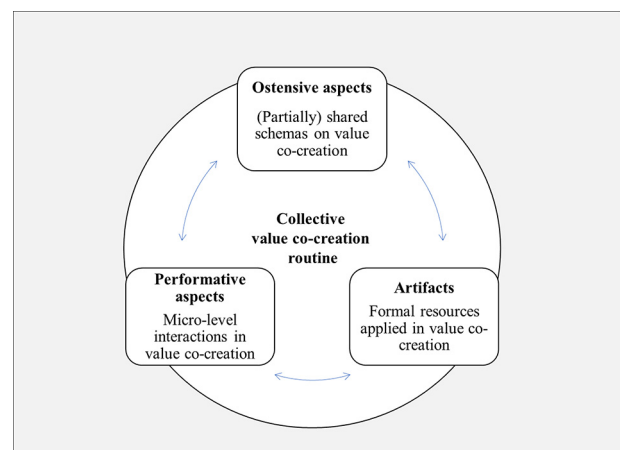 Ostensive aspects
(Partially) shared
schemas on value
co-creation
Collective
value co-creation
routine
Performative
aspects
Micro-level
interactions in
value co-creation
Artifacts
Formal resources
applied in value co-
creation